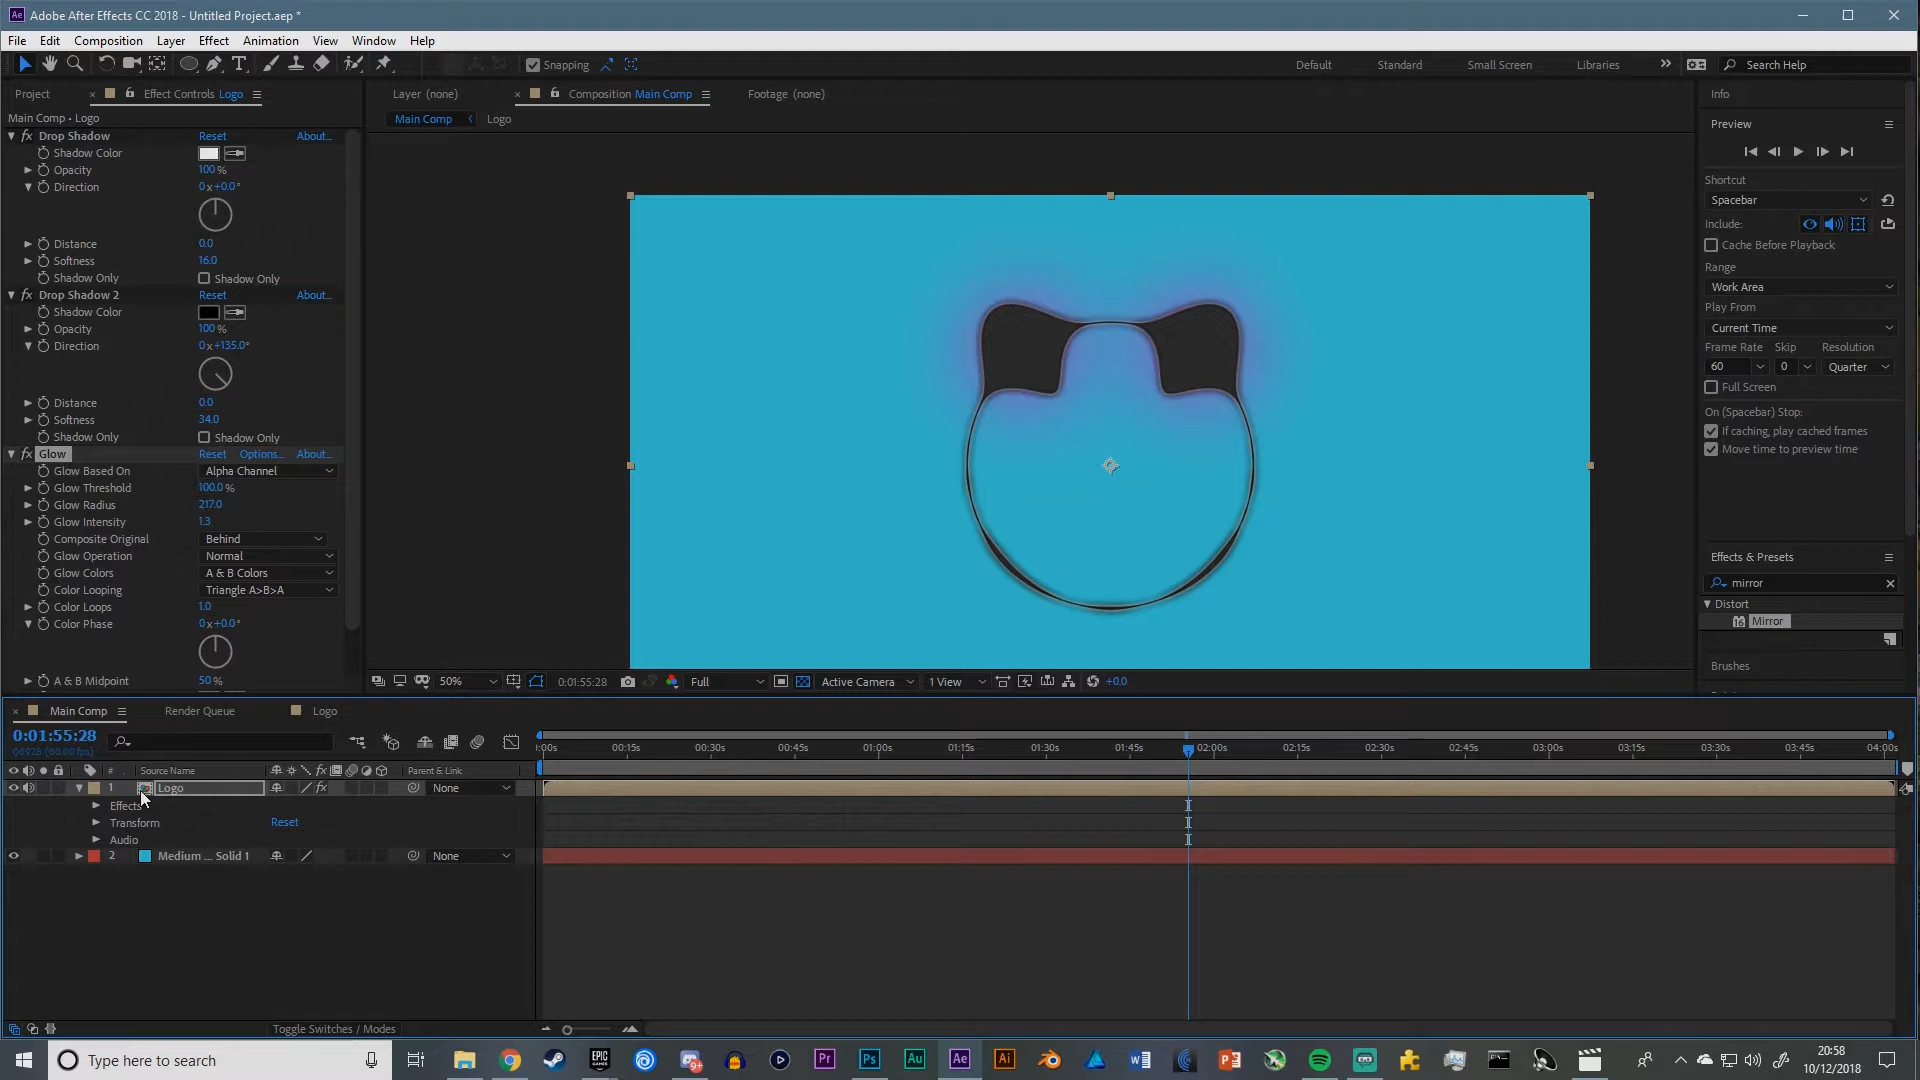 Adobe After Effects CC 2018 - Untitled Project.aep *
File Edit Composition Layer Effect Animation View Window Help
Snapping Default Standard Small Screen Libraries Search Help
Project Effect Controls Logo
Main Comp • Logo
fx Drop Shadow Reset About...
Shadow Color
Opacity 100 %
Direction 0x+0.0°
Distance 0.0
Softness 16.0
Shadow Only Shadow Only
fx Drop Shadow 2 Reset About...
Shadow Color
Opacity 100 %
Direction 0x+135.0°
Distance 0.0
Softness 34.0
Shadow Only Shadow Only
fx Glow Reset Options... About...
Glow Based On Alpha Channel
Glow Threshold 100.0 %
Glow Radius 217.0
Glow Intensity 1.3
Composite Original Behind
Glow Operation Normal
Glow Colors A & B Colors
Color Looping Triangle A>B>A
Color Loops 1.0
Color Phase 0x+0.0°
A & B Midpoint 50 %
Layer (none) Composition Main Comp Footage (none)
Main Comp Logo
50% 0:01:55:28 Full Active Camera 1 View +0.0
Info
Preview
Shortcut
Spacebar
Include:
Cache Before Playback
Range
Work Area
Play From
Current Time
Frame Rate Skip Resolution
60 0 Quarter
Full Screen
On (Spacebar) Stop:
If caching, play cached frames
Move time to preview time
Effects & Presets
mirror
Distort
16 Mirror
Brushes
Main Comp Render Queue Logo
0:01:55:28
06928 (60.00 fps)
:00s 00:15s 00:30s 00:45s 01:00s 01:15s 01:30s 01:45s 02:00s 02:15s 02:30s 02:45s 03:00s 03:15s 03:30s 03:45s 04:00s
# Source Name fx Parent & Link
1 Logo fx None
Effects
Transform Reset
Audio
2 Medium ... Solid 1 None
Toggle Switches / Modes
Type here to search
EPIC GAMES
9+
Pr Ps Au Ae Ai
20:58
10/12/2018